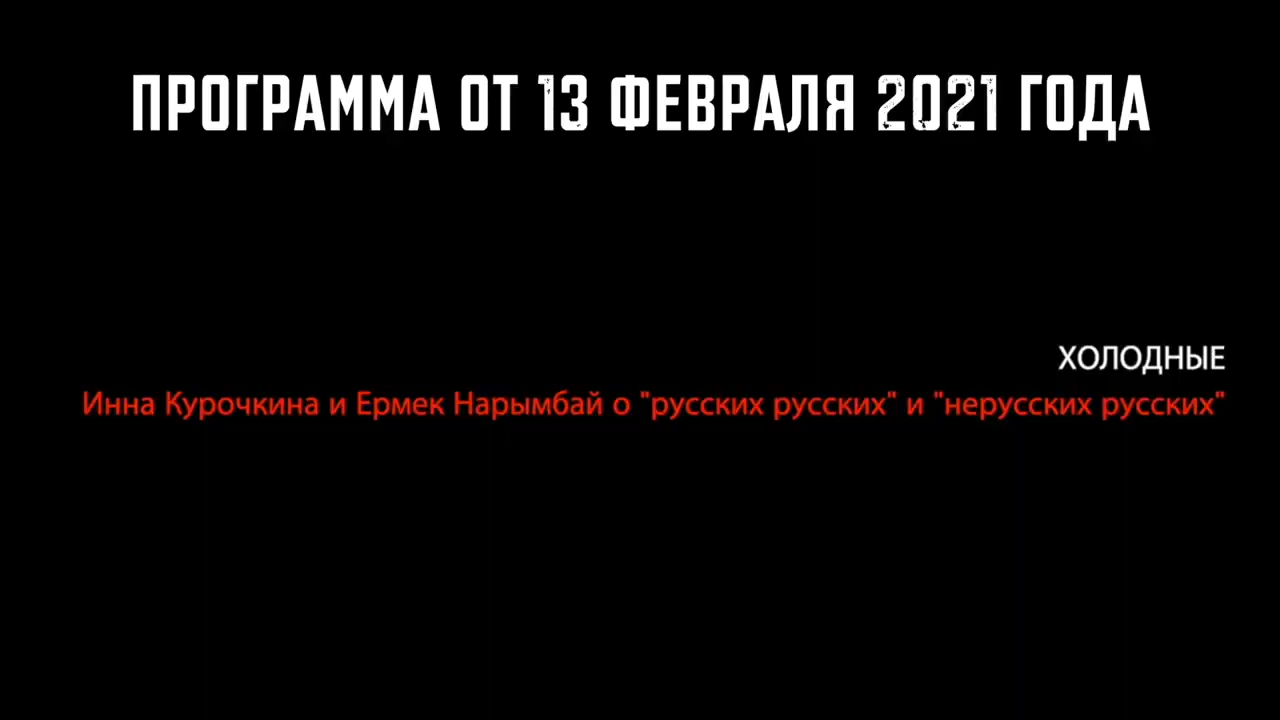 ПРОГРАММА ОТ 13 ФЕВРАЛЯ 2021 ГОДА
ХОЛОДНЫЕ
Инна Курочкина и Ермек Нарымбай о "русских русских" и "нерусских русских"